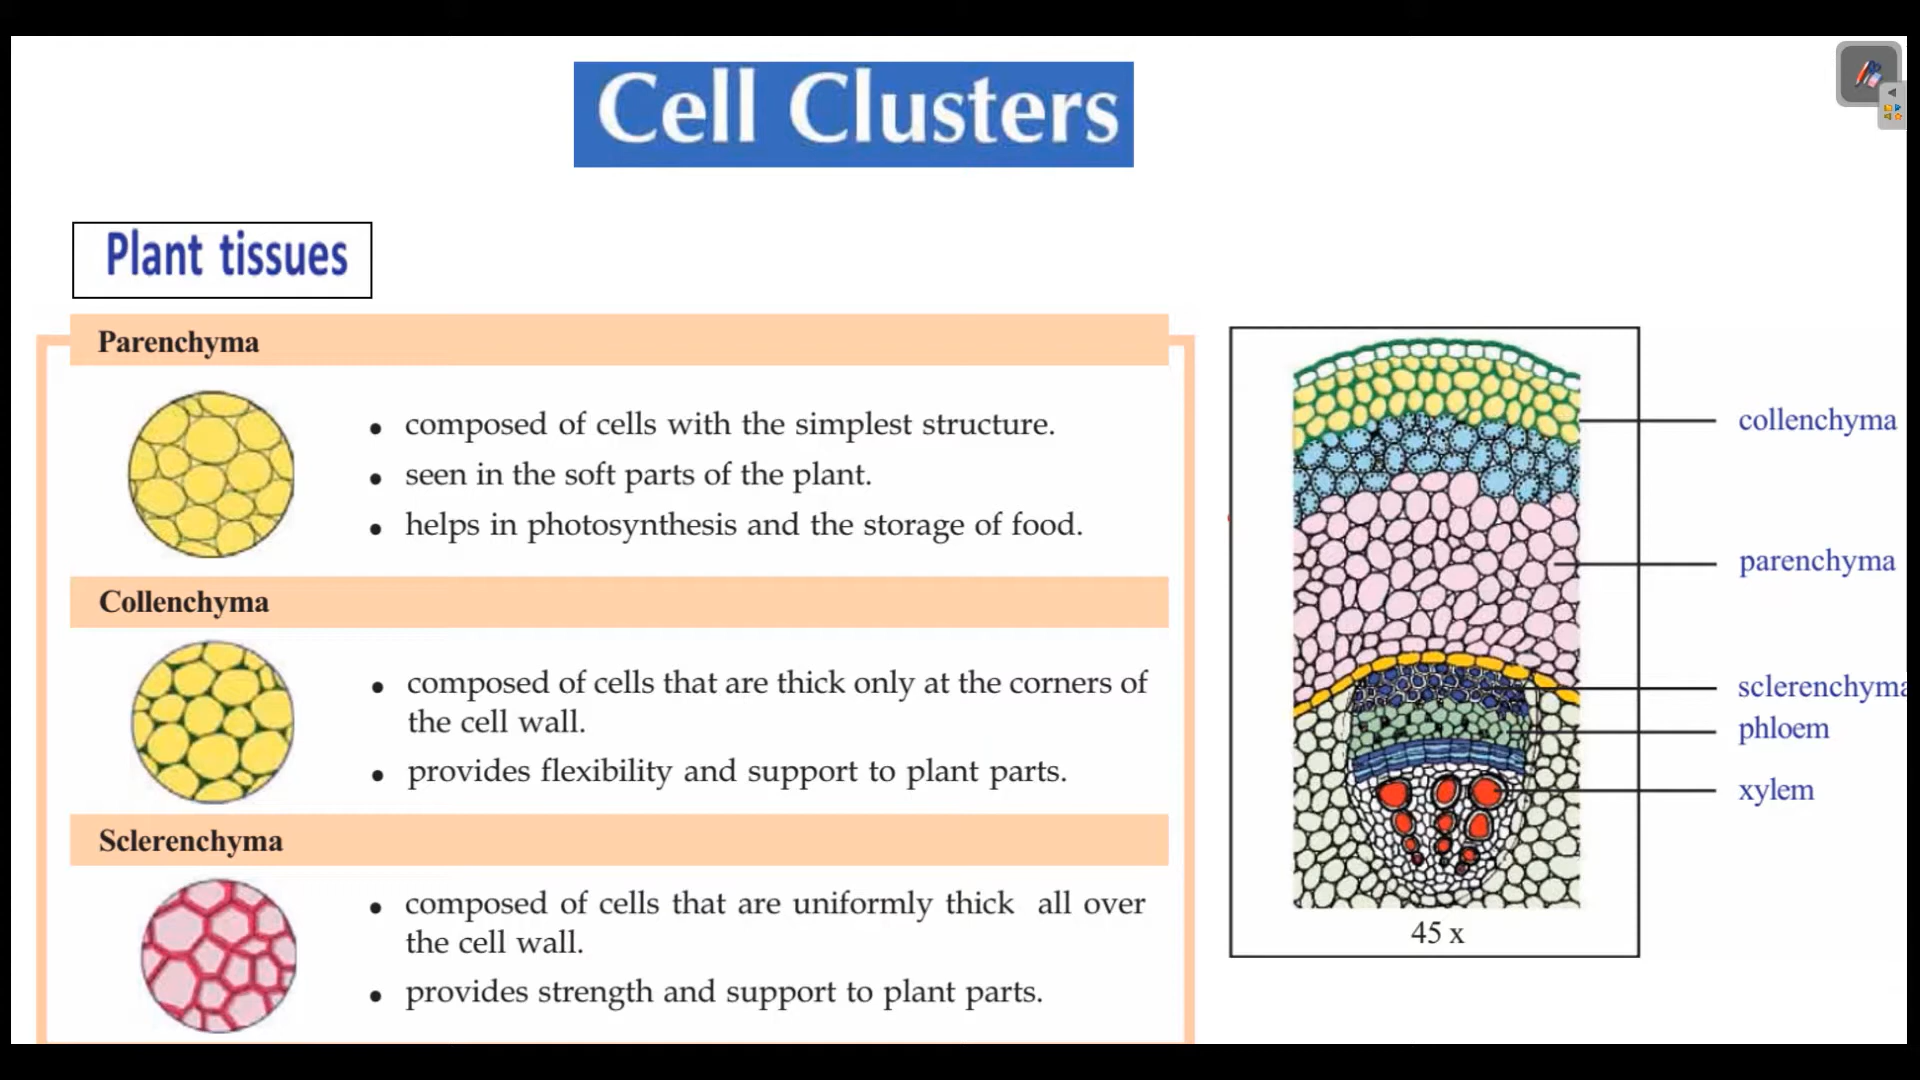 Cell Clusters
Plant tissues
Parenchyma
• composed of cells with the simplest structure.
• seen in the soft parts of the plant.
• helps in photosynthesis and the storage of food.
Collenchyma
• composed of cells that are thick only at the corners of
the cell wall.
• provides flexibility and support to plant parts.
Sclerenchyma
• composed of cells that are uniformly thick all over
the cell wall.
• provides strength and support to plant parts.
collenchyma
parenchyma
sclerenchyma
phloem
xylem
45 x